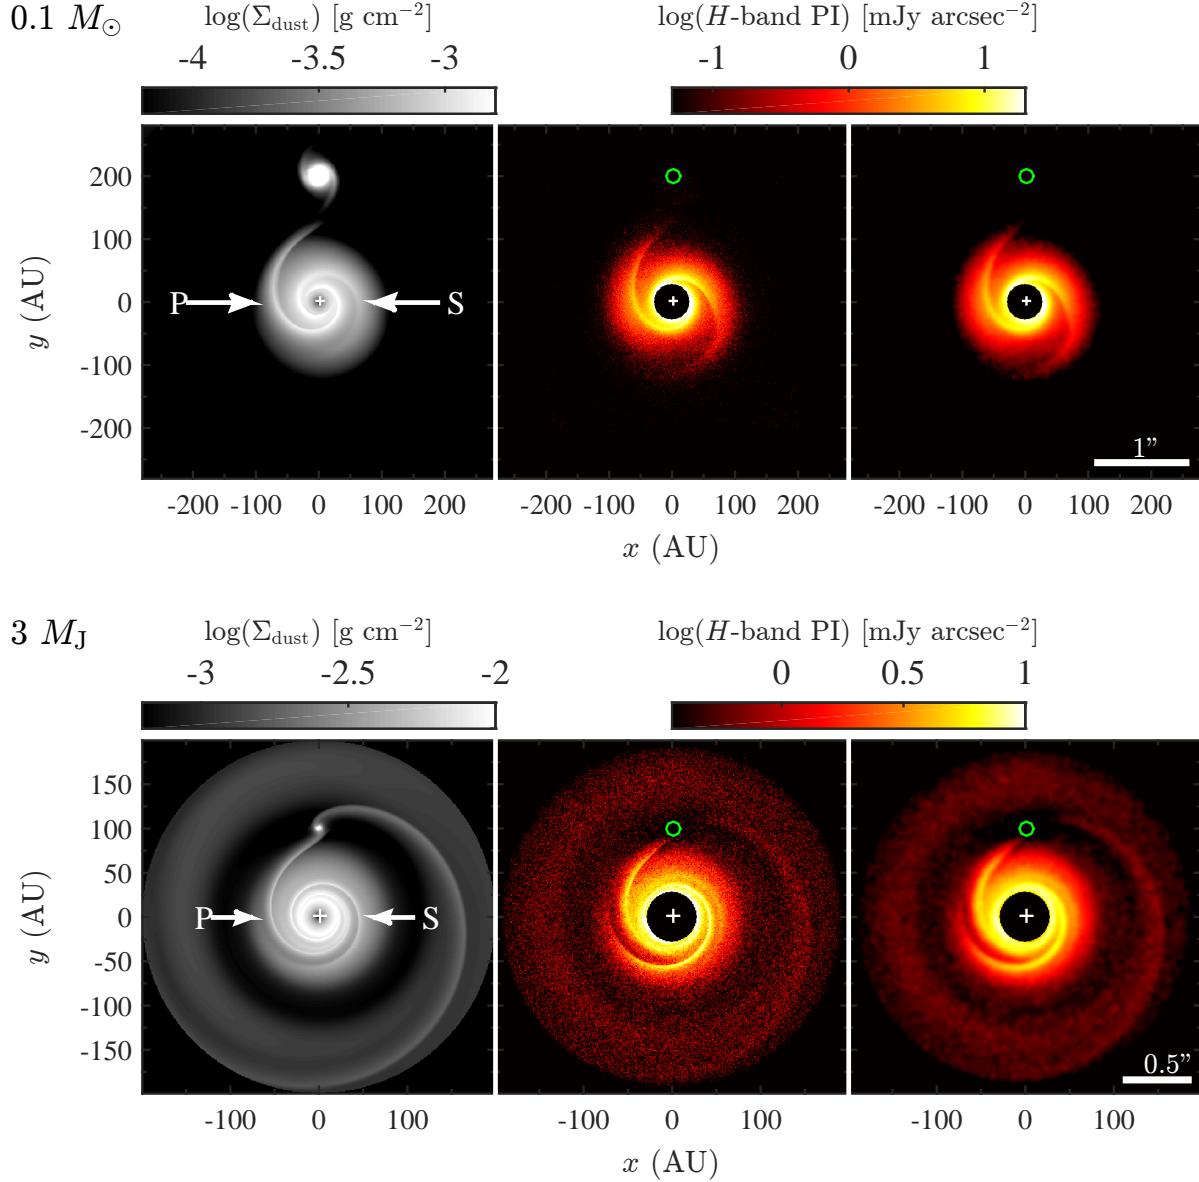 0.1 M☉
log(Σdust) [g cm⁻²]
log(H-band PI) [mJy arcsec⁻²]
-4 -3.5 -3
-1 0 1
200
100
0
-100
-200
y (AU)
P S
1”
-200 -100 0 100 200
-200 -100 0 100 200
-200 -100 0 100 200
x (AU)
3 MJ
log(Σdust) [g cm⁻²]
log(H-band PI) [mJy arcsec⁻²]
-3 -2.5 -2
0 0.5 1
150
100
50
0
-50
-100
-150
y (AU)
P S
0.5”
-100 0 100
-100 0 100
-100 0 100
x (AU)